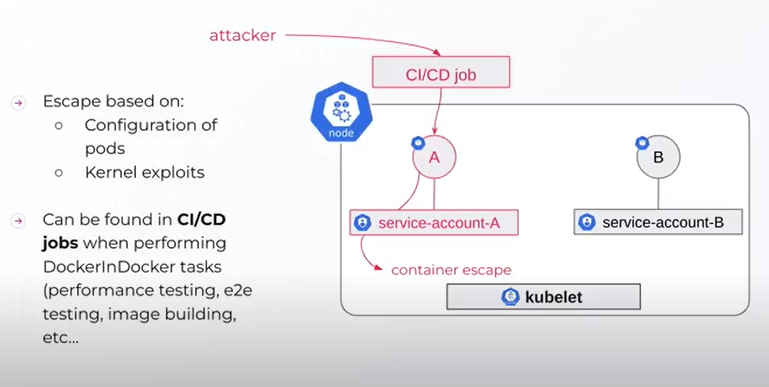 attacker
CI/CD job
node
Escape based on:
Configuration of
pods
Kernel exploits
A
B
Can be found in CI/CD
jobs when performing
DockerInDocker tasks
(performance testing, e2e
testing, image building,
etc...
service-account-A
service-account-B
container escape
kubelet